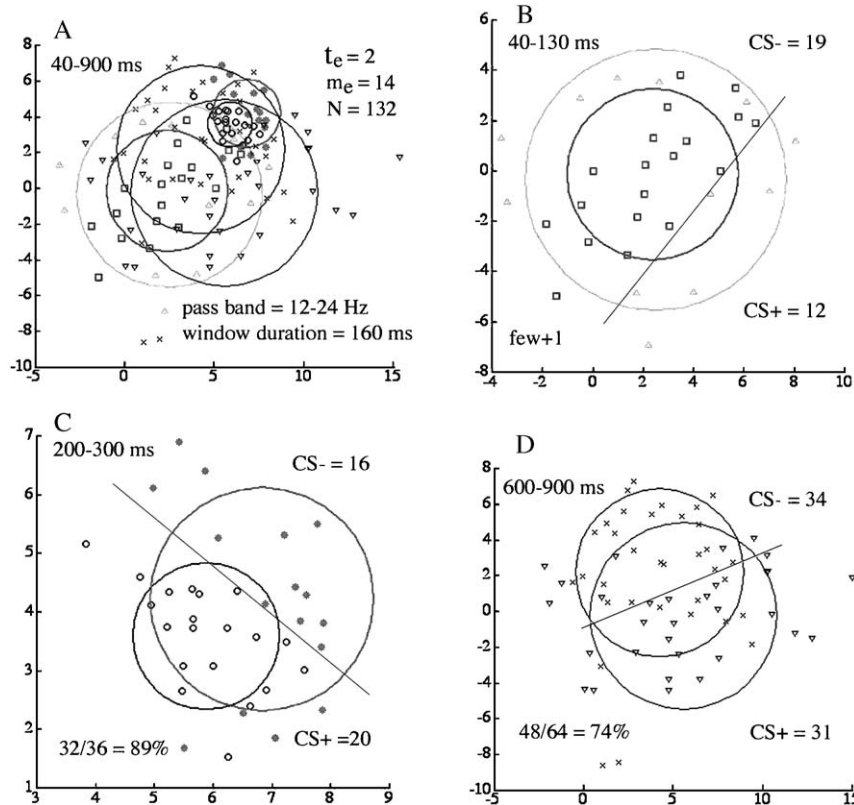 A
40-900 ms
tₑ = 2
mₑ = 14
N = 132
8
6
4
2
0
-2
-4
-6
-8
-10
pass band = 12-24 Hz
window duration = 160 ms
-5
0
5
10
15
B
40-130 ms
CS- = 19
6
4
2
0
-2
-4
-6
-8
CS+ = 12
few+1
-4
-2
0
2
4
6
8
10
C
200-300 ms
CS- = 16
7
6
5
4
3
2
1
32/36 = 89%
CS+ =20
3
4
5
6
7
8
9
D
600-900 ms
CS- = 34
8
6
4
2
0
-2
-4
-6
-8
-10
48/64 = 74%
CS+ = 31
-5
0
5
10
15